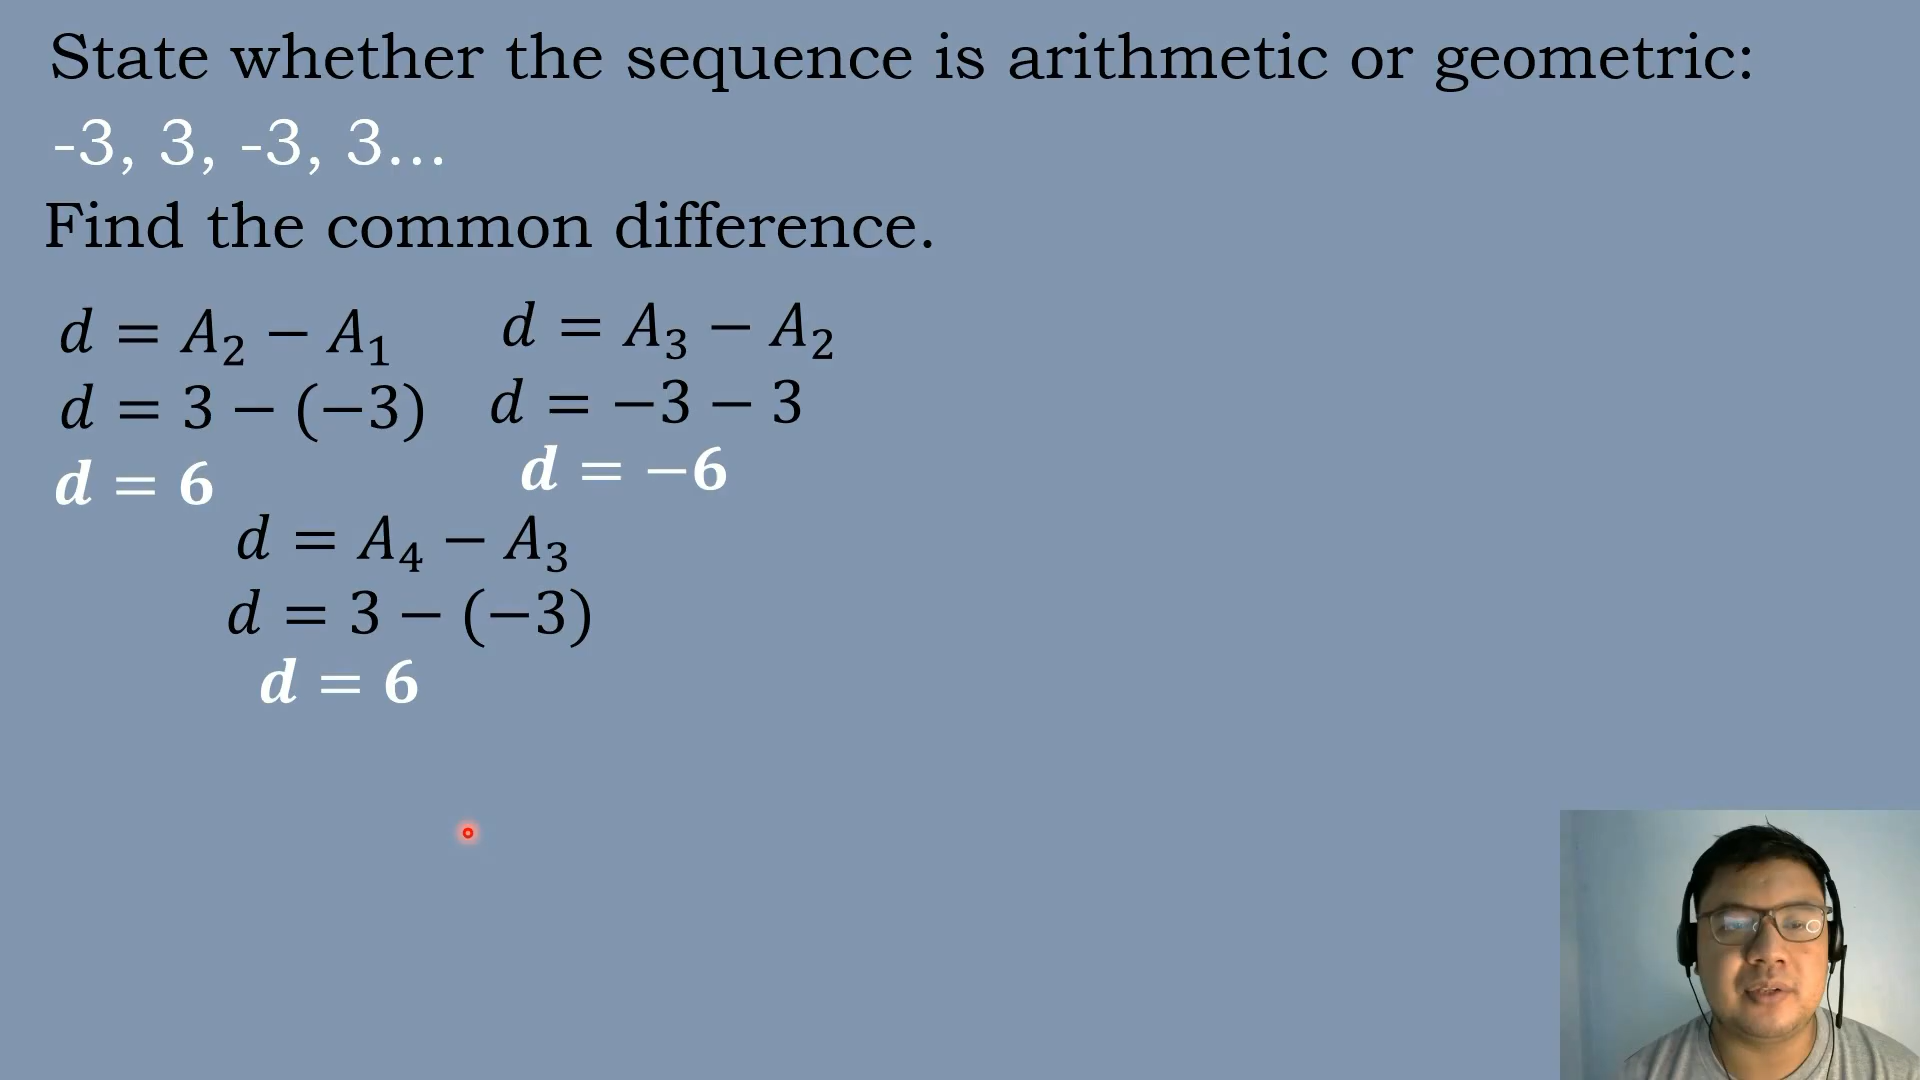 State whether the sequence is arithmetic or geometric:
-3, 3, -3, 3…
Find the common difference.
d = A₂ − A₁
d = 3 − (−3)
d = 6
d = A₃ − A₂
d = −3 − 3
d = −6
d = A₄ − A₃
d = 3 − (−3)
d = 6